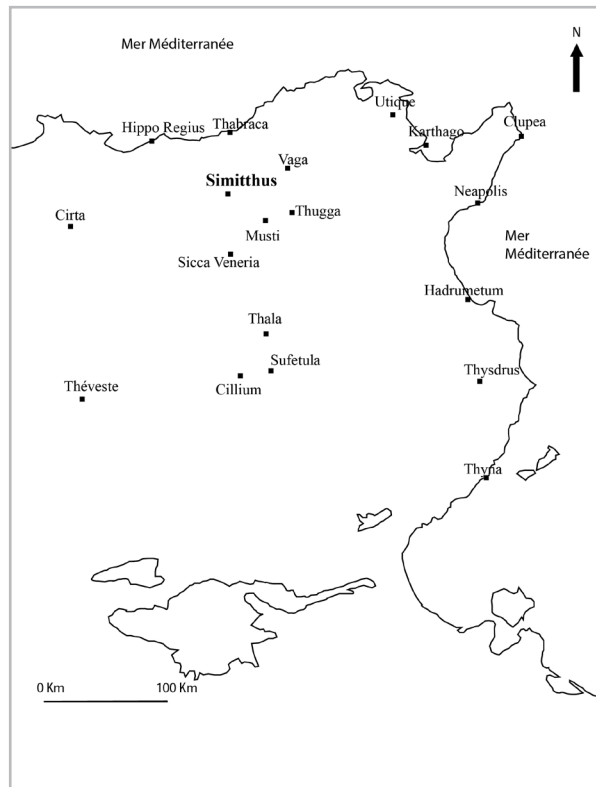 Mer Méditerranée
N
Utique
Hippo Regius
Thabraca
Karthago
Clupea
Vaga
Simitthus
Neapolis
Cirta
Thugga
Musti
Mer
Méditerranée
Sicca Veneria
Hadrumetum
Thala
Sufetula
Thysdrus
Théveste
Cillium
Thyna
0 Km
100 Km